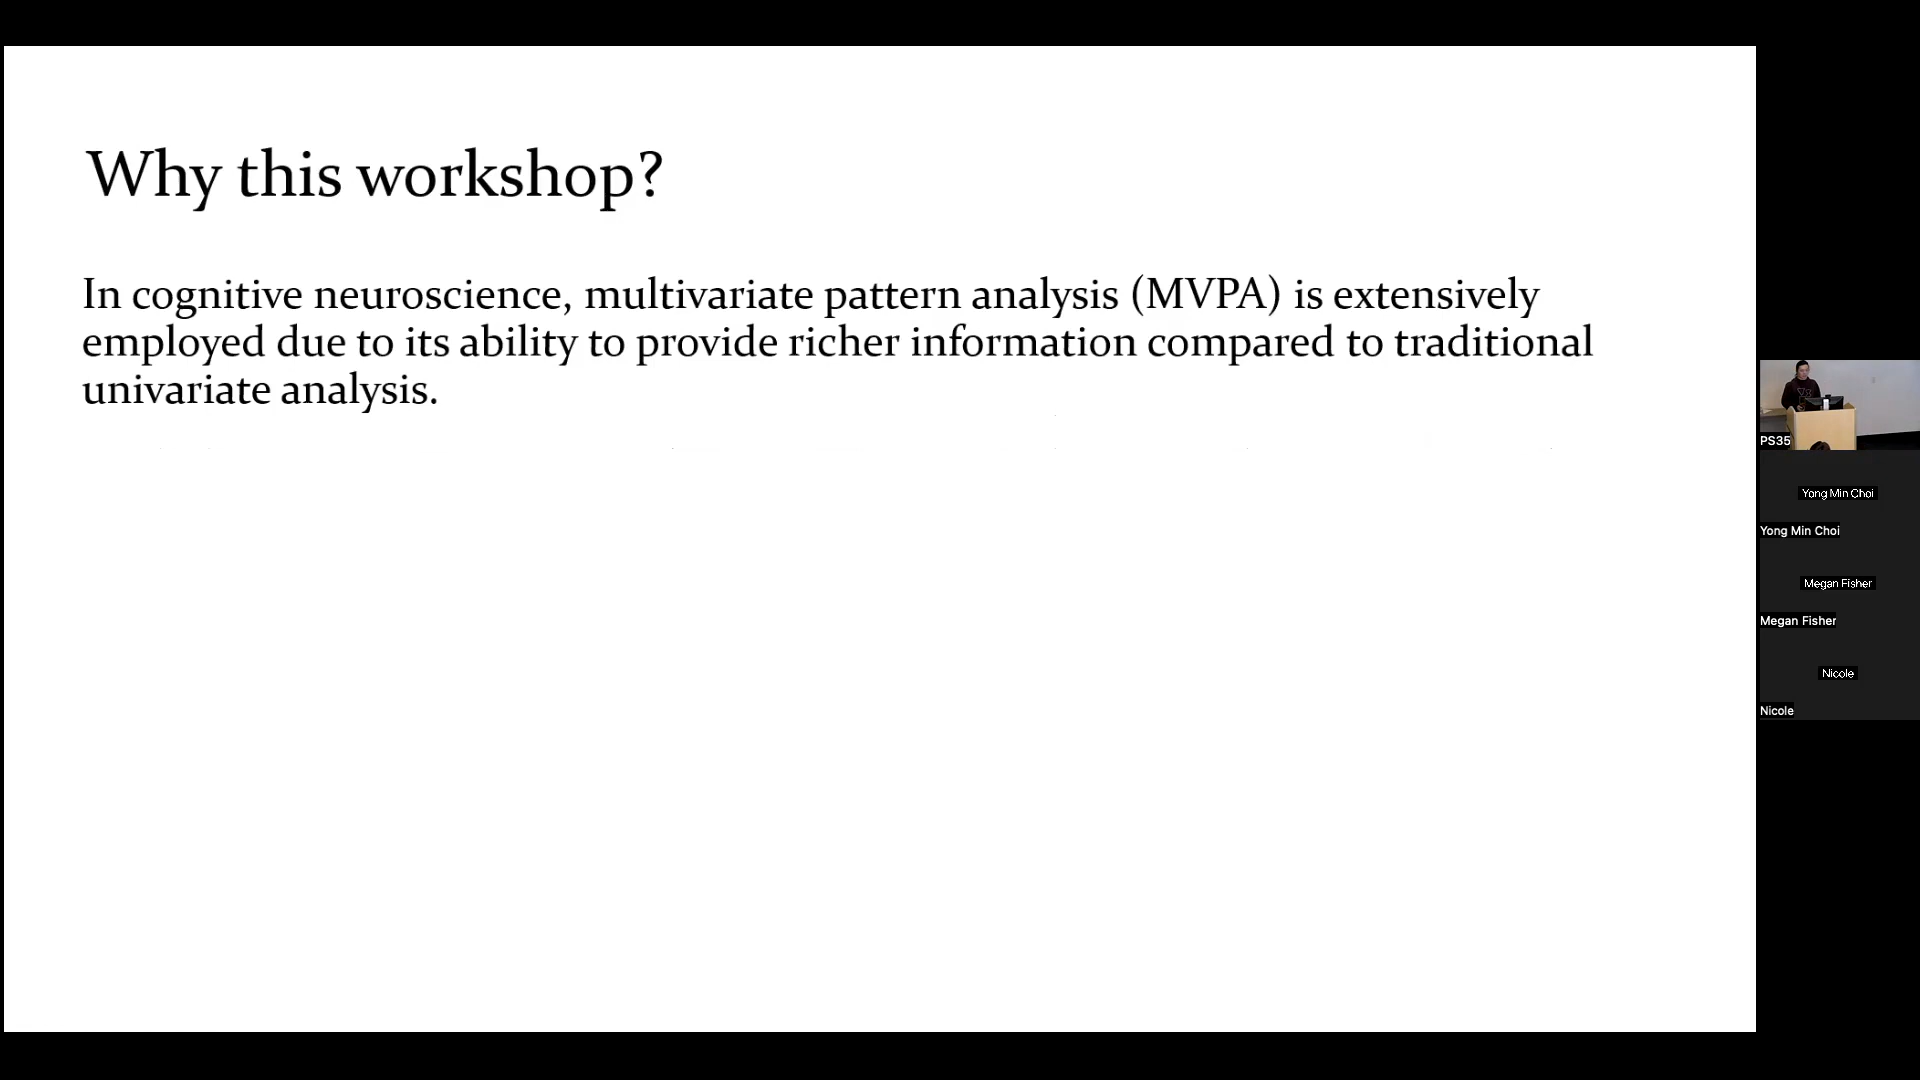 Why this workshop?
In cognitive neuroscience, multivariate pattern analysis (MVPA) is extensively
employed due to its ability to provide richer information compared to traditional
univariate analysis.
PS35
Yong Min Choi
Yong Min Choi
Megan Fisher
Megan Fisher
Nicole
Nicole